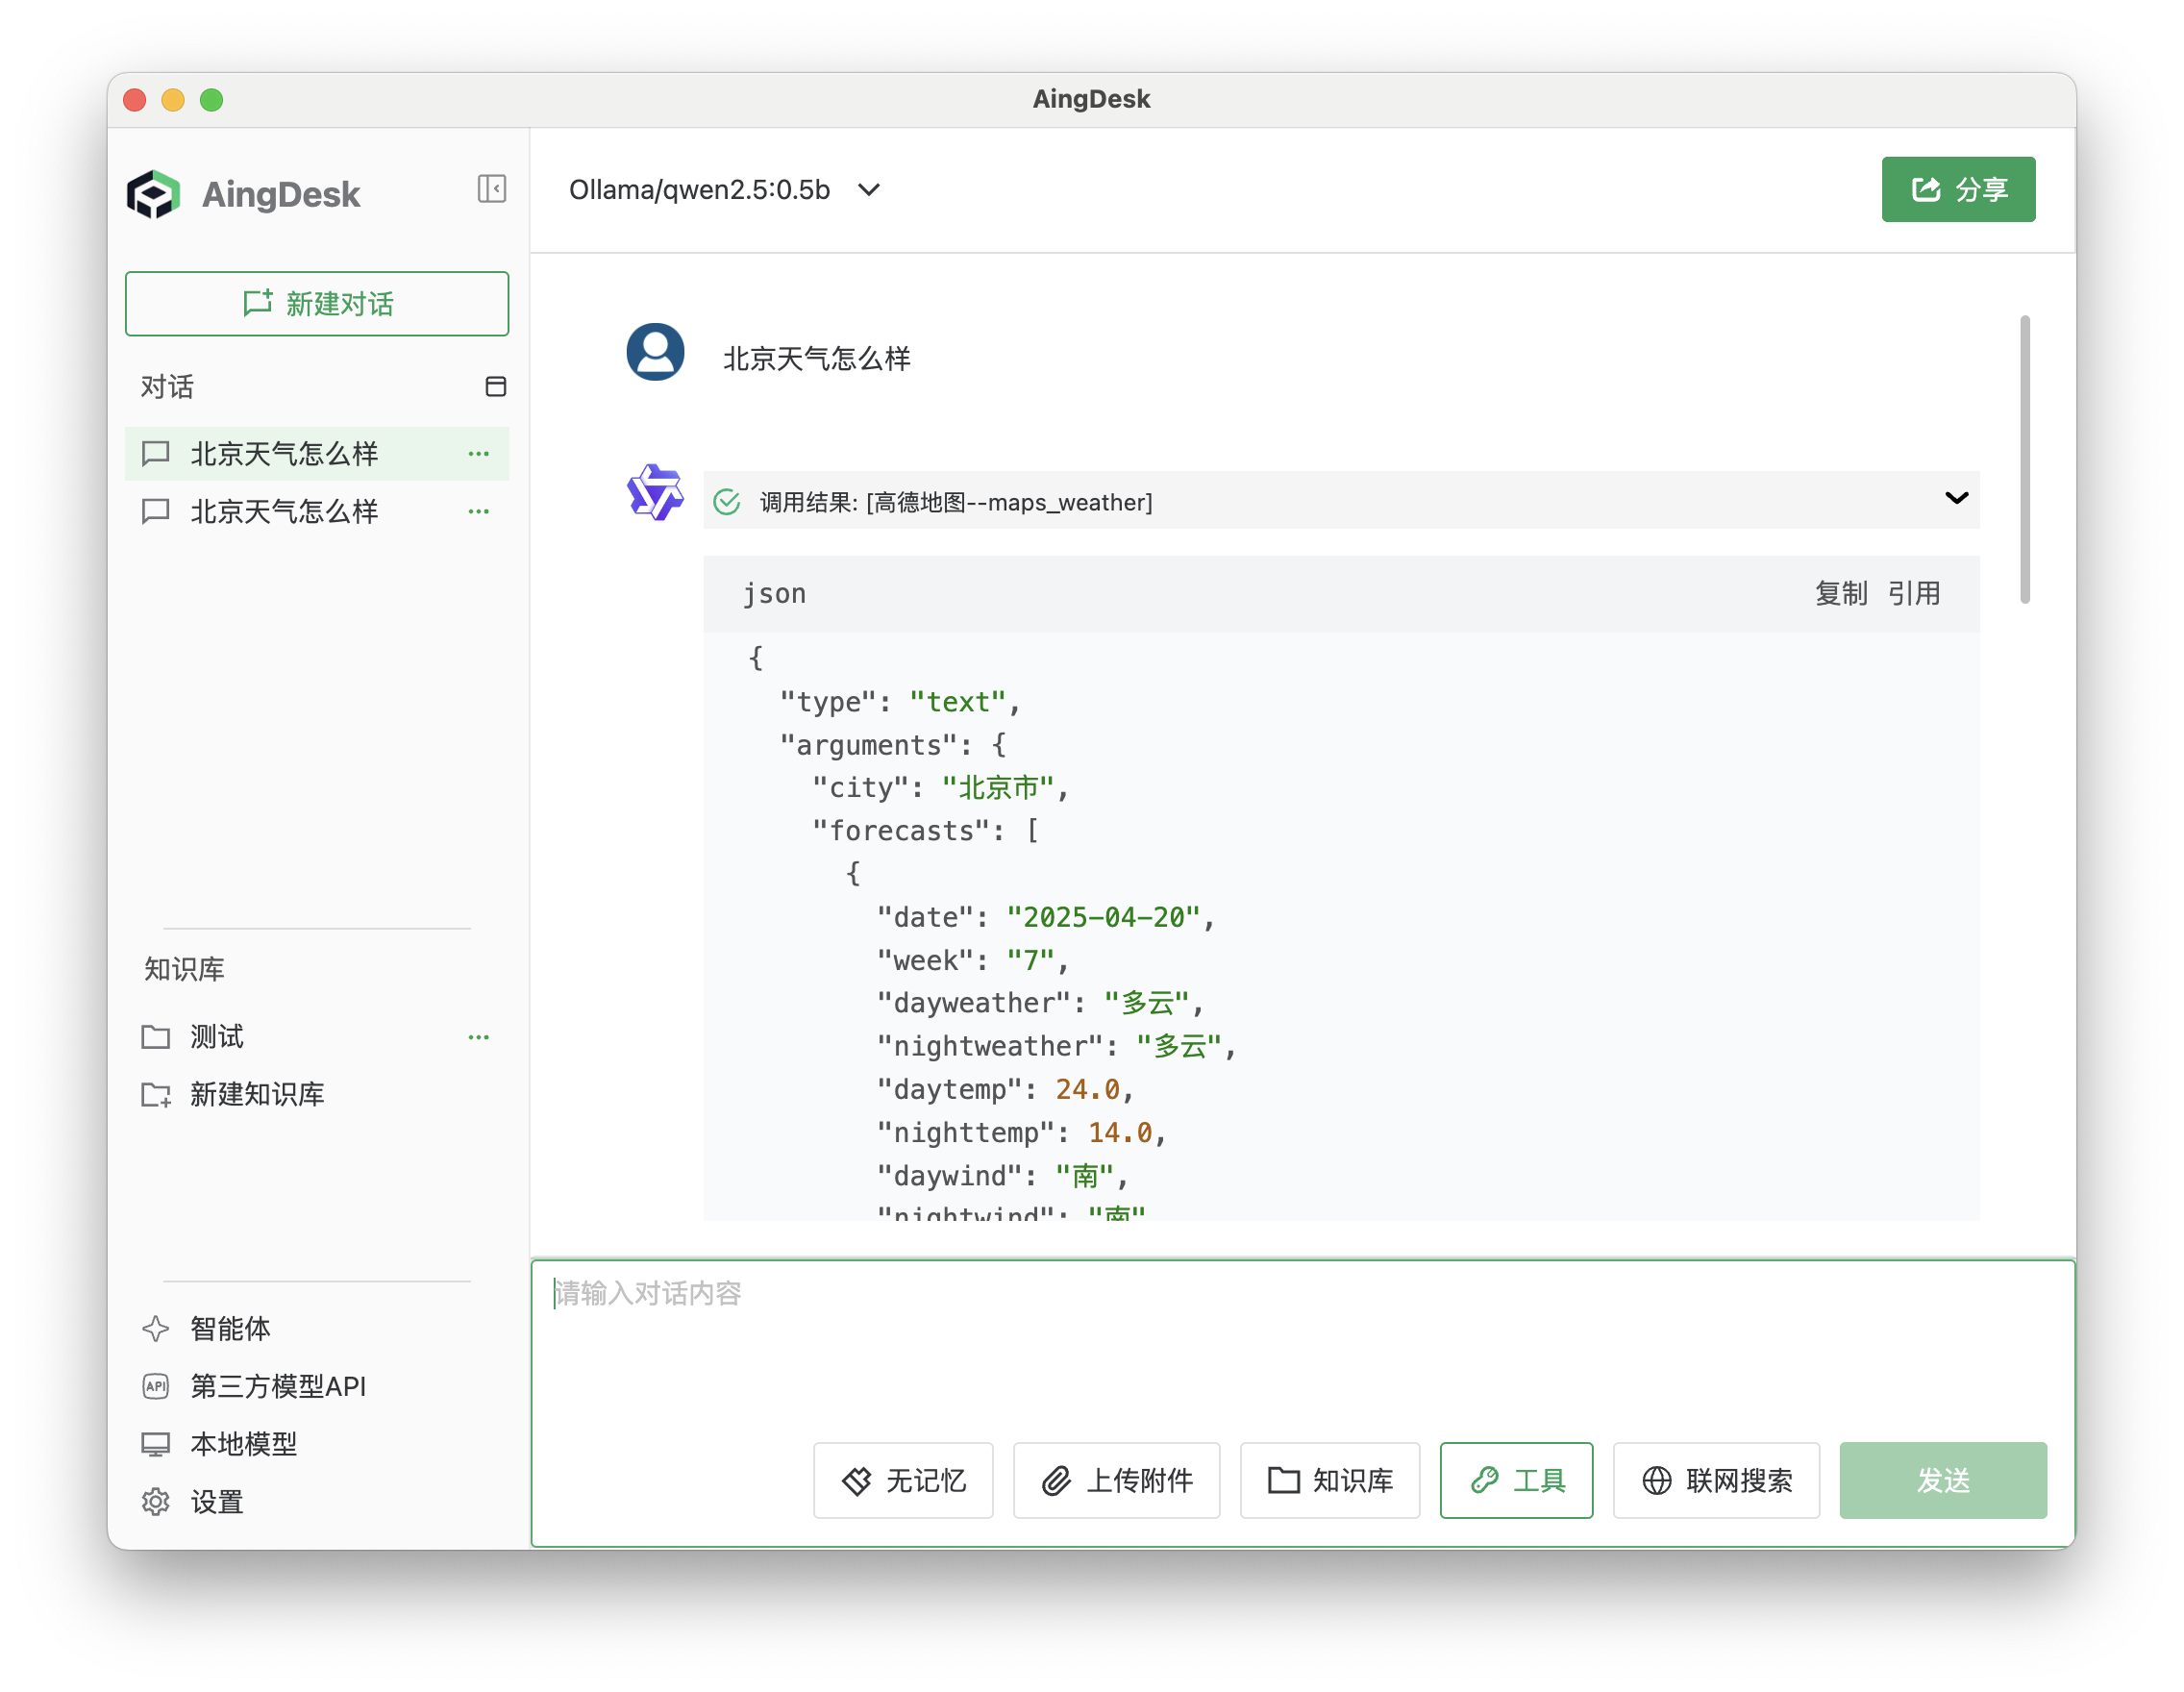 AingDesk
AingDesk
新建对话
对话
北京天气怎么样
北京天气怎么样
知识库
测试
新建知识库
智能体
API 第三方模型API
本地模型
设置
Ollama/qwen2.5:0.5b
分享
北京天气怎么样
调用结果: [高德地图--maps_weather]
json 复制 引用
{
"type": "text",
"arguments": {
"city": "北京市",
"forecasts": [
{
"date": "2025-04-20",
"week": "7",
"dayweather": "多云",
"nightweather": "多云",
"daytemp": 24.0,
"nighttemp": 14.0,
"daywind": "南",
"nightwind": "南"
请输入对话内容
无记忆 上传附件 知识库 工具 联网搜索 发送